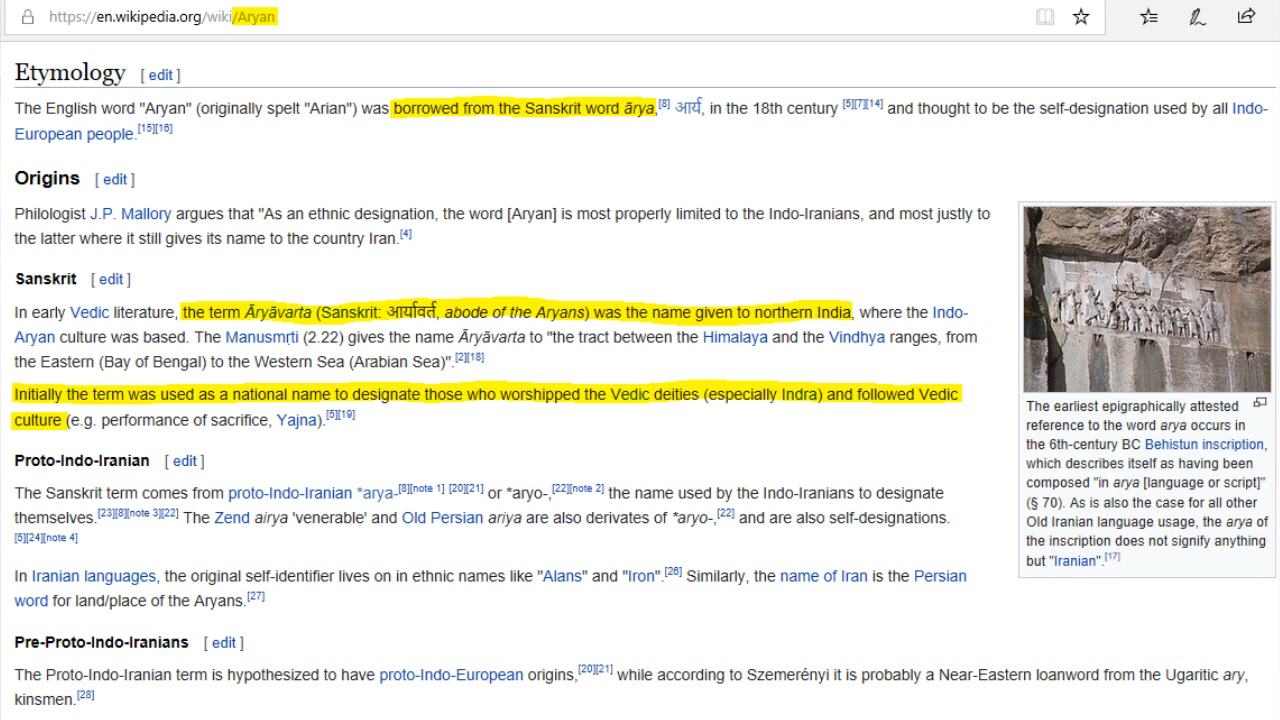 https://en.wikipedia.org/wiki/Aryan
Etymology [ edit ]
The English word "Aryan" (originally spelt "Arian") was borrowed from the Sanskrit word ārya,[8] आर्य, in the 18th century [5][7][14] and thought to be the self-designation used by all Indo-
European people.[15][16]
Origins [ edit ]
Philologist J.P. Mallory argues that "As an ethnic designation, the word [Aryan] is most properly limited to the Indo-Iranians, and most justly to
the latter where it still gives its name to the country Iran.[4]
Sanskrit [ edit ]
In early Vedic literature, the term Āryāvarta (Sanskrit: आर्यावर्त, abode of the Aryans) was the name given to northern India, where the Indo-
Aryan culture was based. The Manusmṛti (2.22) gives the name Āryāvarta to "the tract between the Himalaya and the Vindhya ranges, from
the Eastern (Bay of Bengal) to the Western Sea (Arabian Sea)".[2][18]
Initially the term was used as a national name to designate those who worshipped the Vedic deities (especially Indra) and followed Vedic
culture (e.g. performance of sacrifice, Yajna).[5][19]
Proto-Indo-Iranian [ edit ]
The Sanskrit term comes from proto-Indo-Iranian *arya-[8][note 1] [20][21] or *aryo-,[22][note 2] the name used by the Indo-Iranians to designate
themselves.[23][8][note 3][22] The Zend airya 'venerable' and Old Persian ariya are also derivates of *aryo-,[22] and are also self-designations.
[5][24][note 4]
In Iranian languages, the original self-identifier lives on in ethnic names like "Alans" and "Iron".[26] Similarly, the name of Iran is the Persian
word for land/place of the Aryans.[27]
Pre-Proto-Indo-Iranians [ edit ]
The Proto-Indo-Iranian term is hypothesized to have proto-Indo-European origins,[20][21] while according to Szemerényi it is probably a Near-Eastern loanword from the Ugaritic ary,
kinsmen.[28]
The earliest epigraphically attested
reference to the word arya occurs in
the 6th-century BC Behistun inscription,
which describes itself as having been
composed "in arya [language or script]"
(§ 70). As is also the case for all other
Old Iranian language usage, the arya of
the inscription does not signify anything
but "Iranian".[17]